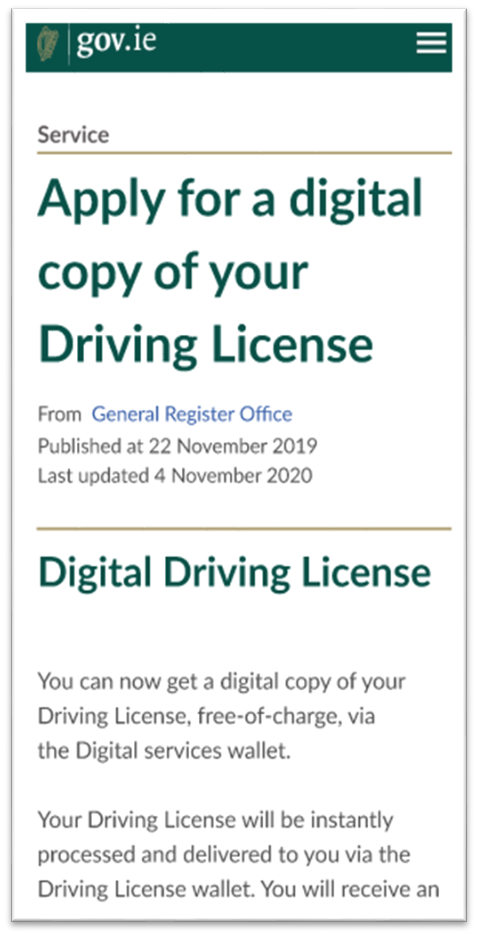 gov.ie
Service
Apply for a digital
copy of your
Driving License
From General Register Office
Published at 22 November 2019
Last updated 4 November 2020
Digital Driving License
You can now get a digital copy of your
Driving License, free-of-charge, via
the Digital services wallet.
Your Driving License will be instantly
processed and delivered to you via the
Driving License wallet. You will receive an